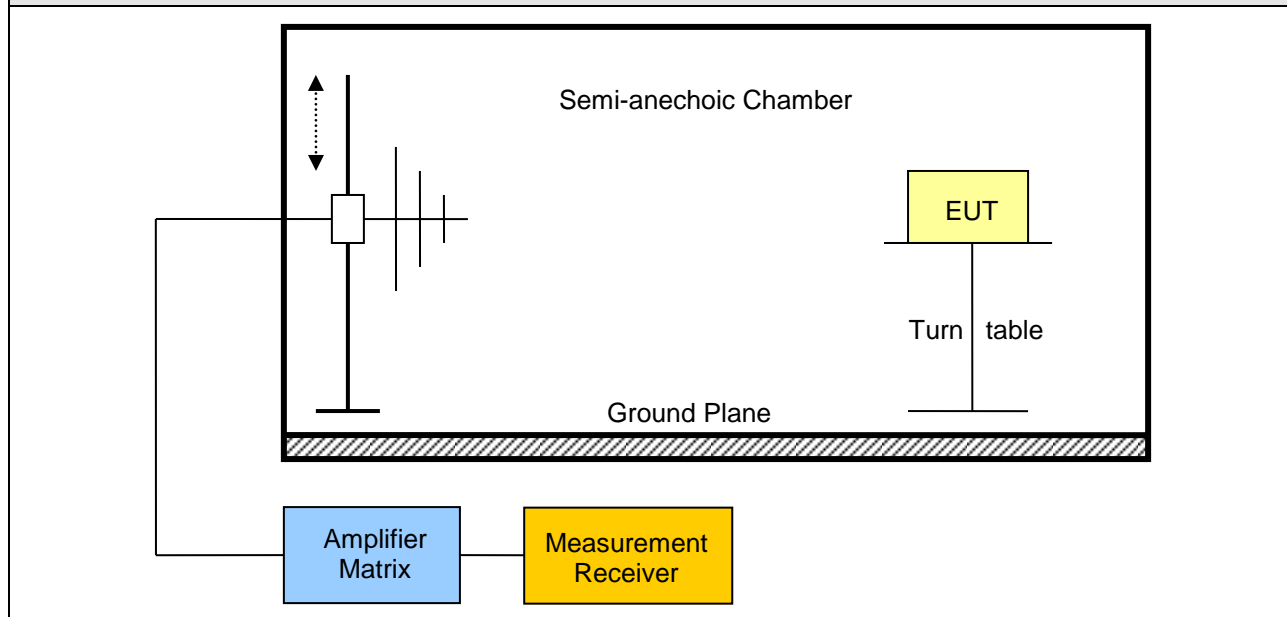 Semi-anechoic Chamber
EUT
Turn table
Ground Plane
Amplifier
Matrix
Measurement
Receiver